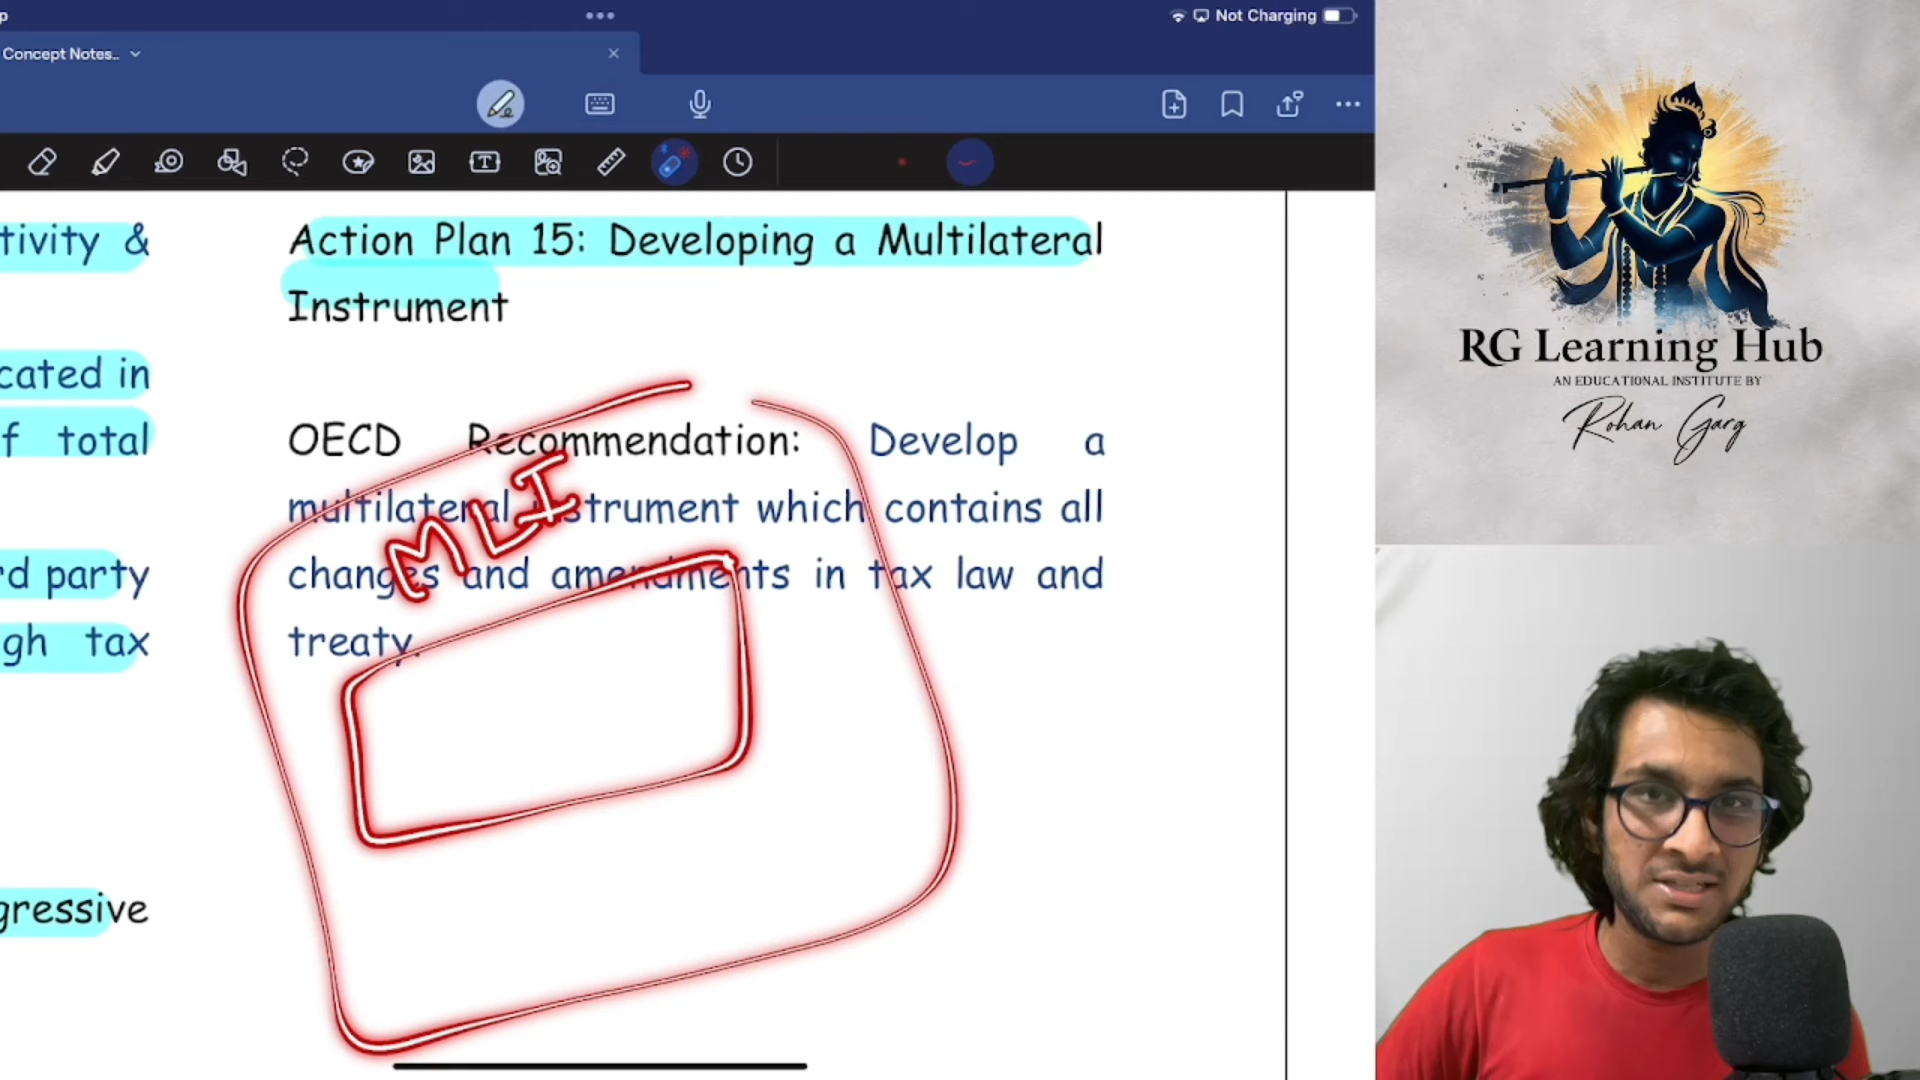 p
Not Charging
Concept Notes..
tivity &
cated in
f total
rd party
gh tax
gressive
Action Plan 15: Developing a Multilateral
Instrument
OECD Recommendation: Develop a
multilateral instrument which contains all
changes and amendments in tax law and
treaty.
MLI
RG Learning Hub
AN EDUCATIONAL INSTITUTE BY
Rohan Garg